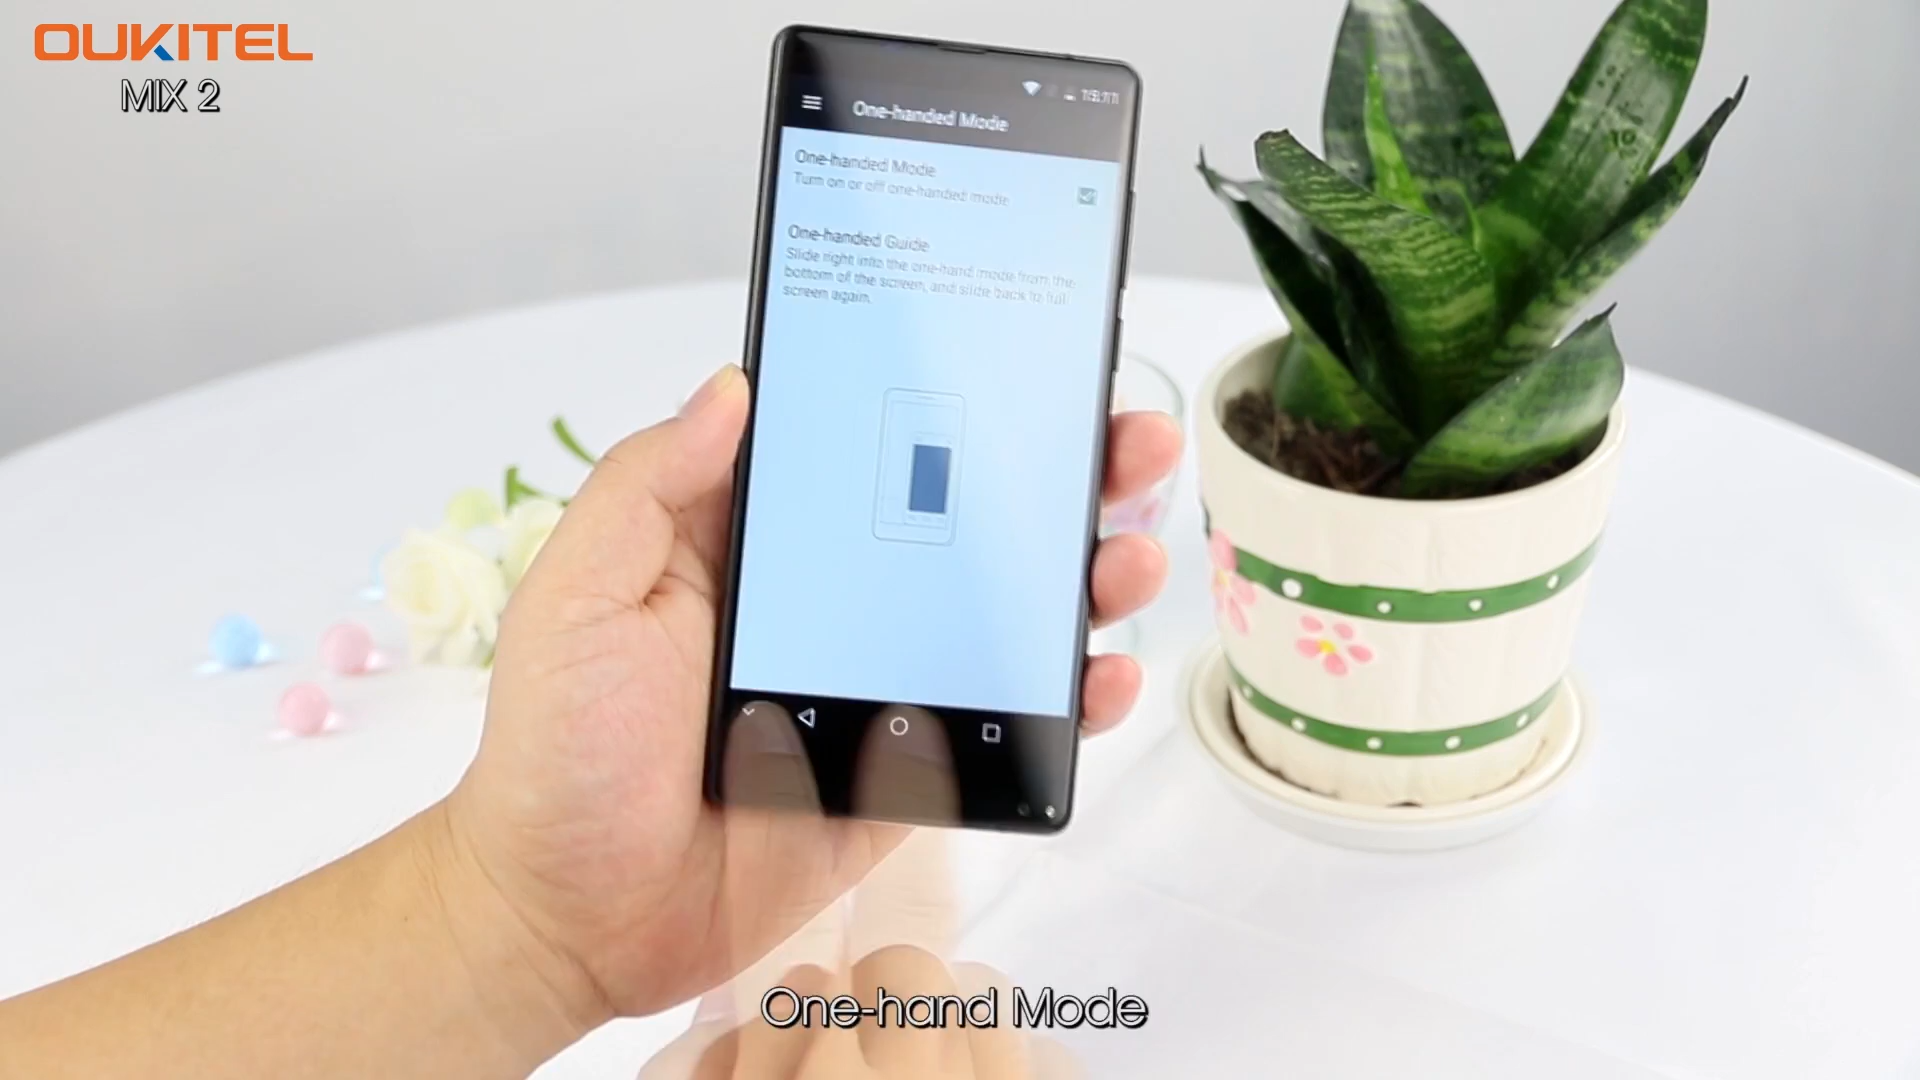 OUKITEL
MIX 2
One-handed Mode
One-handed Mode
Turn on or off one-handed mode
One-handed Guide
Slide right into the one-hand mode from the
bottom of the screen, and slide back to full
screen again.
One-hand Mode